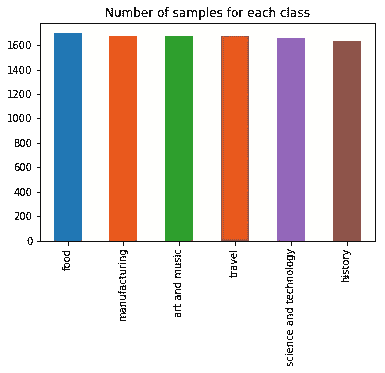 Number of samples for each class
1600
1400
1200
1000
800
600
400
200
0
food
manufacturing
art and music
travel
science and technology
history